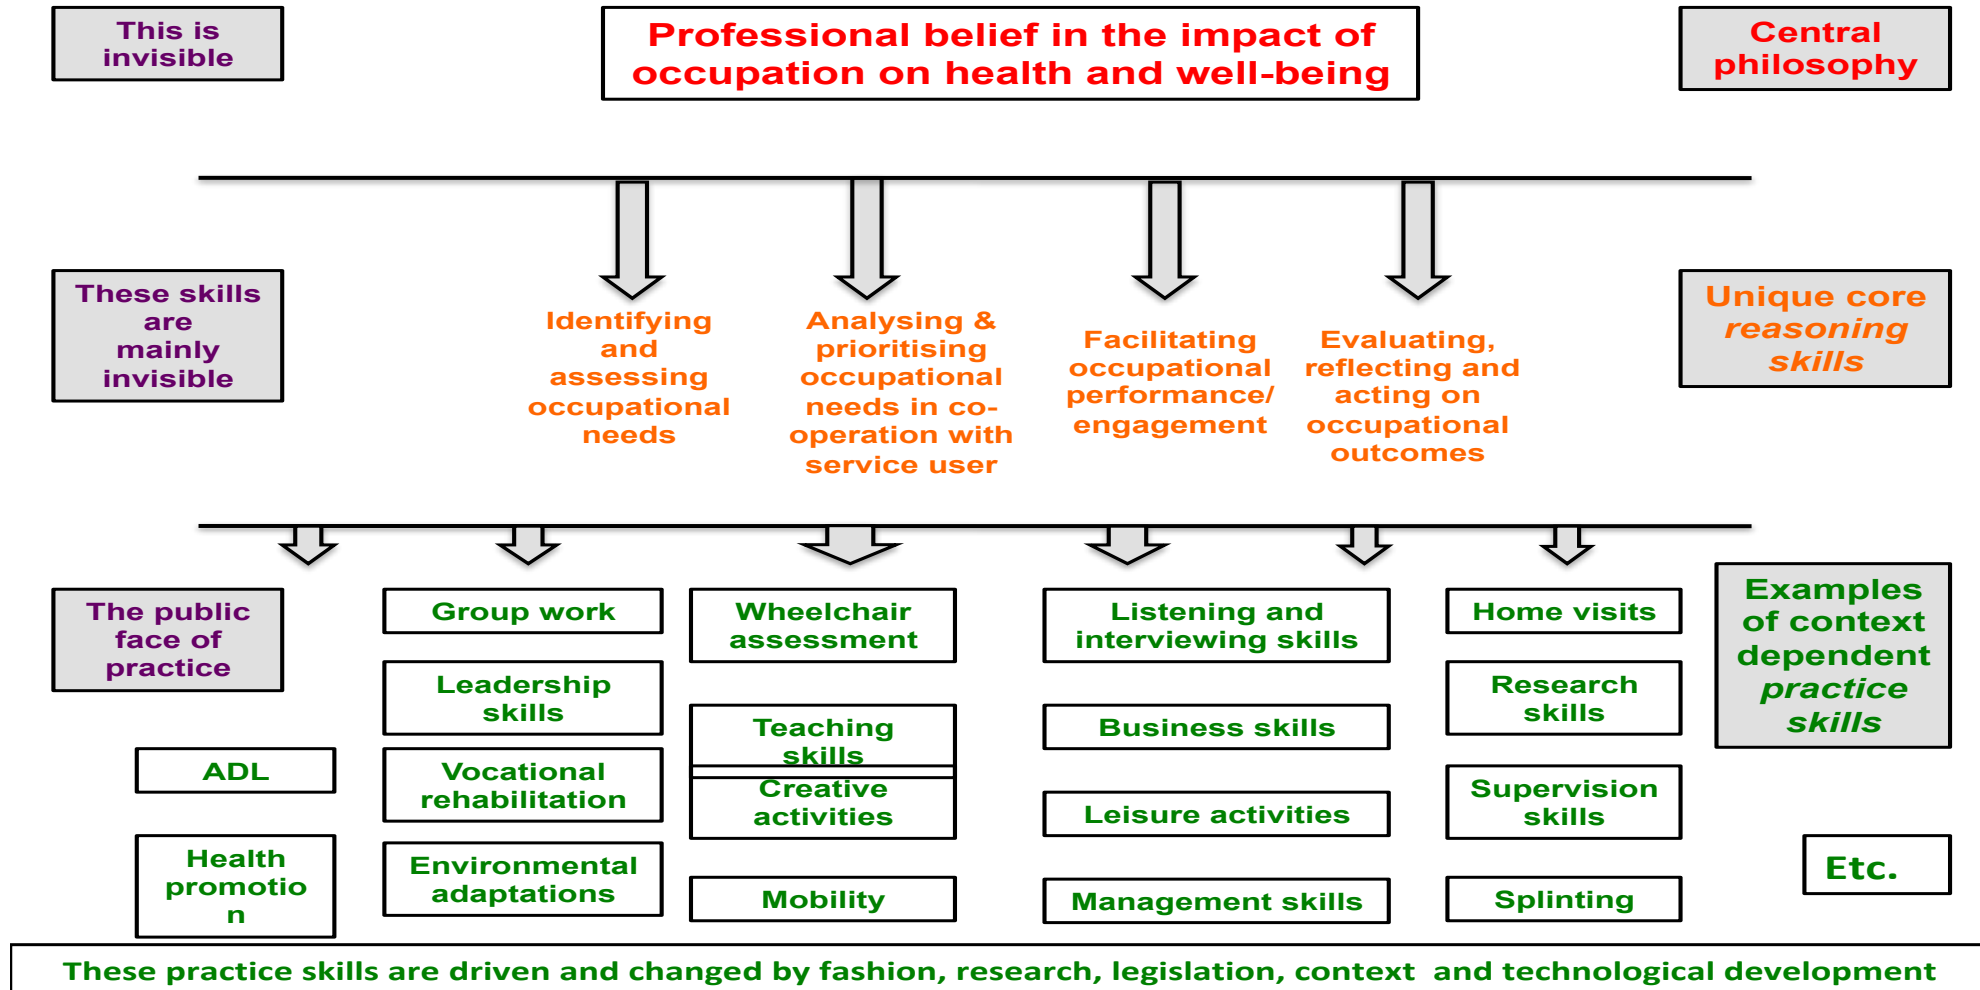 This is
invisible
Professional belief in the impact of
occupation on health and well-being
Central
philosophy
These skills
are
mainly
invisible
Identifying
and
assessing
occupational
needs
Analysing &
prioritising
occupational
needs in co-
operation with
service user
Facilitating
occupational
performance/
engagement
Evaluating,
reflecting and
acting on
occupational
outcomes
Unique core
reasoning
skills
The public
face of
practice
ADL
Health
promotio
n
Group work
Leadership
skills
Vocational
rehabilitation
Environmental
adaptations
Wheelchair
assessment
Teaching
skills
Creative
activities
Mobility
Listening and
interviewing skills
Business skills
Leisure activities
Management skills
Home visits
Research
skills
Supervision
skills
Splinting
Examples
of context
dependent
practice
skills
Etc.
These practice skills are driven and changed by fashion, research, legislation, context and technological development